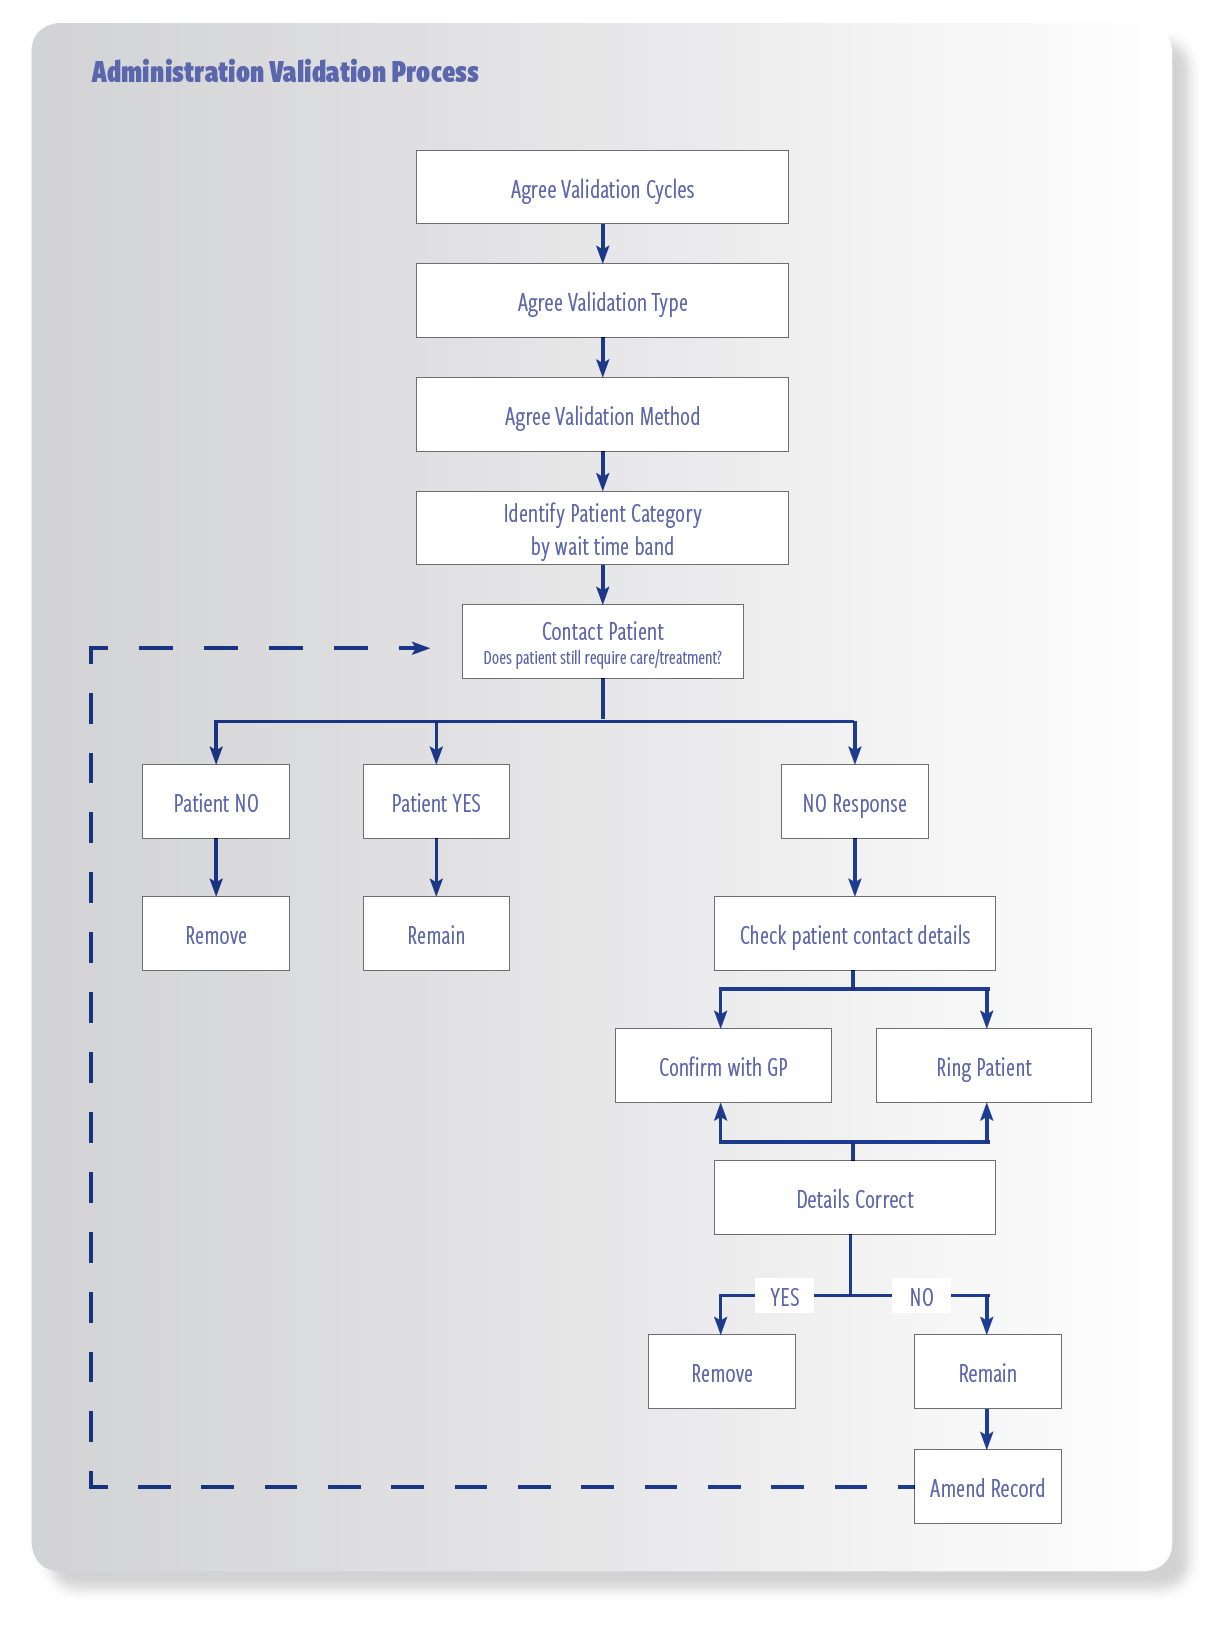 Administration Validation Process
Agree Validation Cycles
Agree Validation Type
Agree Validation Method
Identify Patient Category
by wait time band
Contact Patient
Does patient still require care/treatment?
Patient NO
Patient YES
NO Response
Remove
Remain
Check patient contact details
Confirm with GP
Ring Patient
Details Correct
YES
NO
Remove
Remain
Amend Record